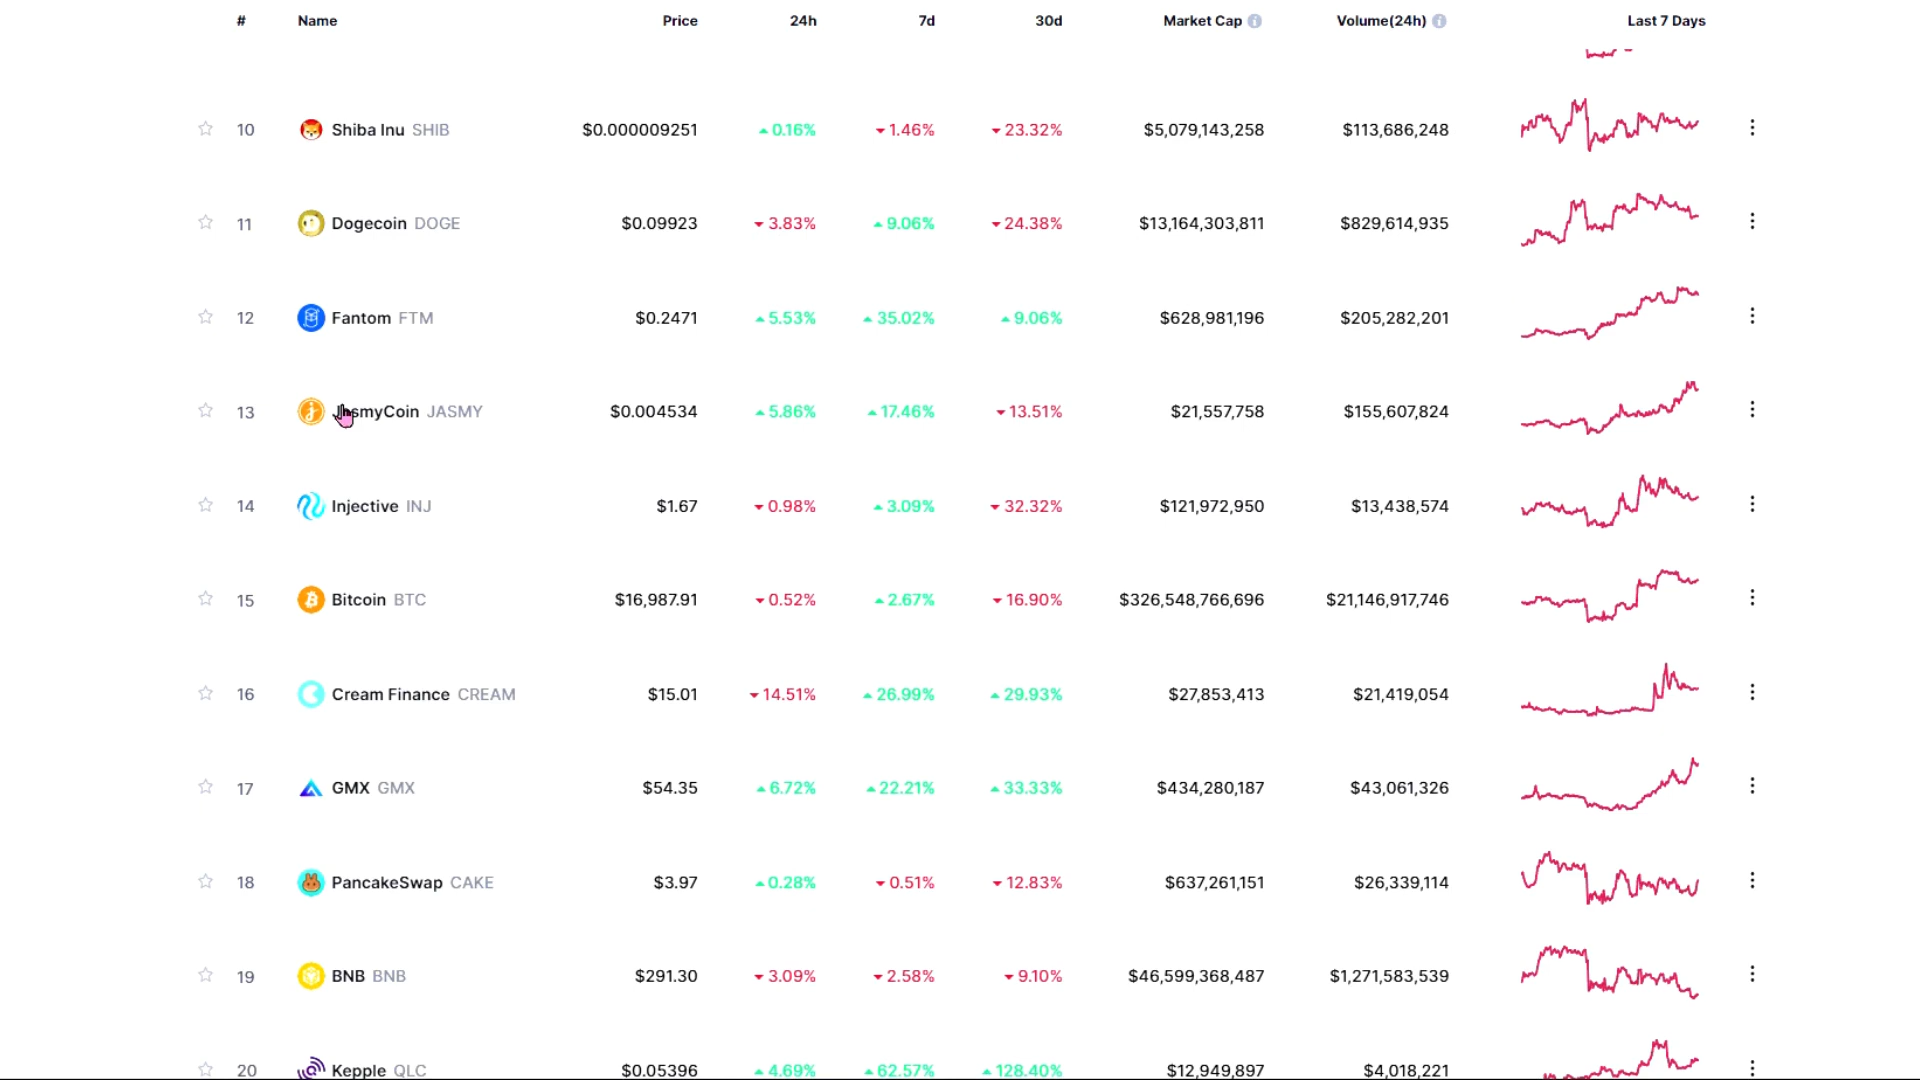 # Name Price 24h 7d 30d Market Cap Volume(24h) Last 7 Days
10 Shiba Inu SHIB $0.000009251 0.16% 1.46% 23.32% $5,079,143,258 $113,686,248
11 Dogecoin DOGE $0.09923 3.83% 9.06% 24.38% $13,164,303,811 $829,614,935
12 Fantom FTM $0.2471 5.53% 35.02% 9.06% $628,981,196 $205,282,201
13 JasmyCoin JASMY $0.004534 5.86% 17.46% 13.51% $21,557,758 $155,607,824
14 Injective INJ $1.67 0.98% 3.09% 32.32% $121,972,950 $13,438,574
15 Bitcoin BTC $16,987.91 0.52% 2.67% 16.90% $326,548,766,696 $21,146,917,746
16 Cream Finance CREAM $15.01 14.51% 26.99% 29.93% $27,853,413 $21,419,054
17 GMX GMX $54.35 6.72% 22.21% 33.33% $434,280,187 $43,061,326
18 PancakeSwap CAKE $3.97 0.28% 0.51% 12.83% $637,261,151 $26,339,114
19 BNB BNB $291.30 3.09% 2.58% 9.10% $46,599,368,487 $1,271,583,539
20 Kepple QLC $0.05396 4.69% 62.57% 128.40% $12,949,897 $4,018,221